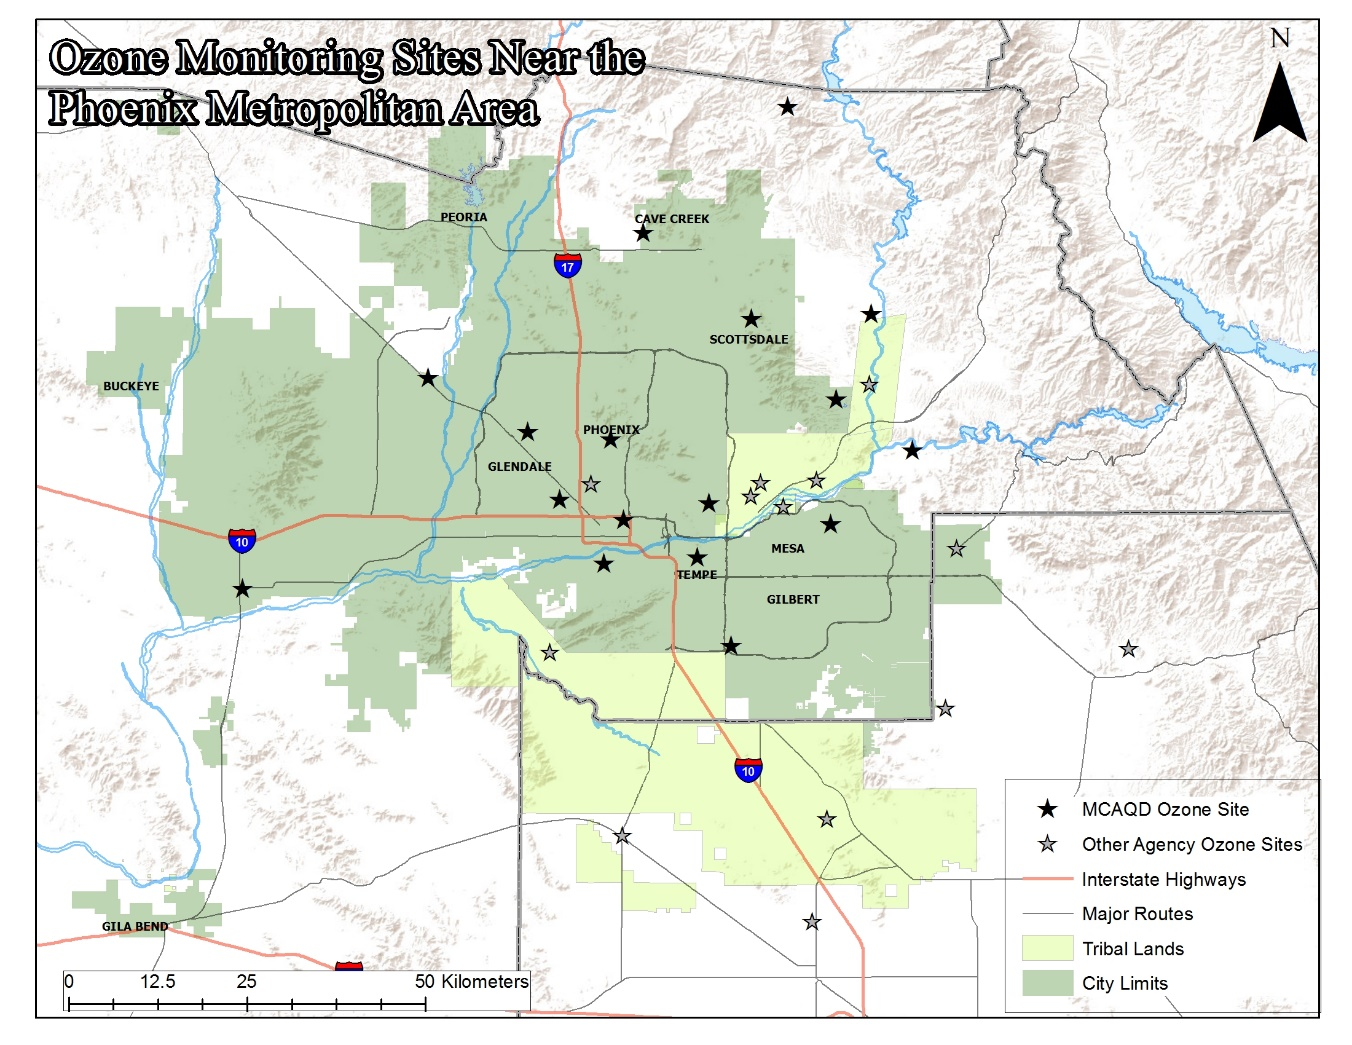 Ozone Monitoring Sites Near the
Phoenix Metropolitan Area
N
PEORIA
CAVE CREEK
17
SCOTTSDALE
BUCKEYE
PHOENIX
GLENDALE
10
MESA
TEMPE
GILBERT
10
MCAQD Ozone Site
Other Agency Ozone Sites
Interstate Highways
Major Routes
Tribal Lands
City Limits
GILA BEND
0 12.5 25 50 Kilometers